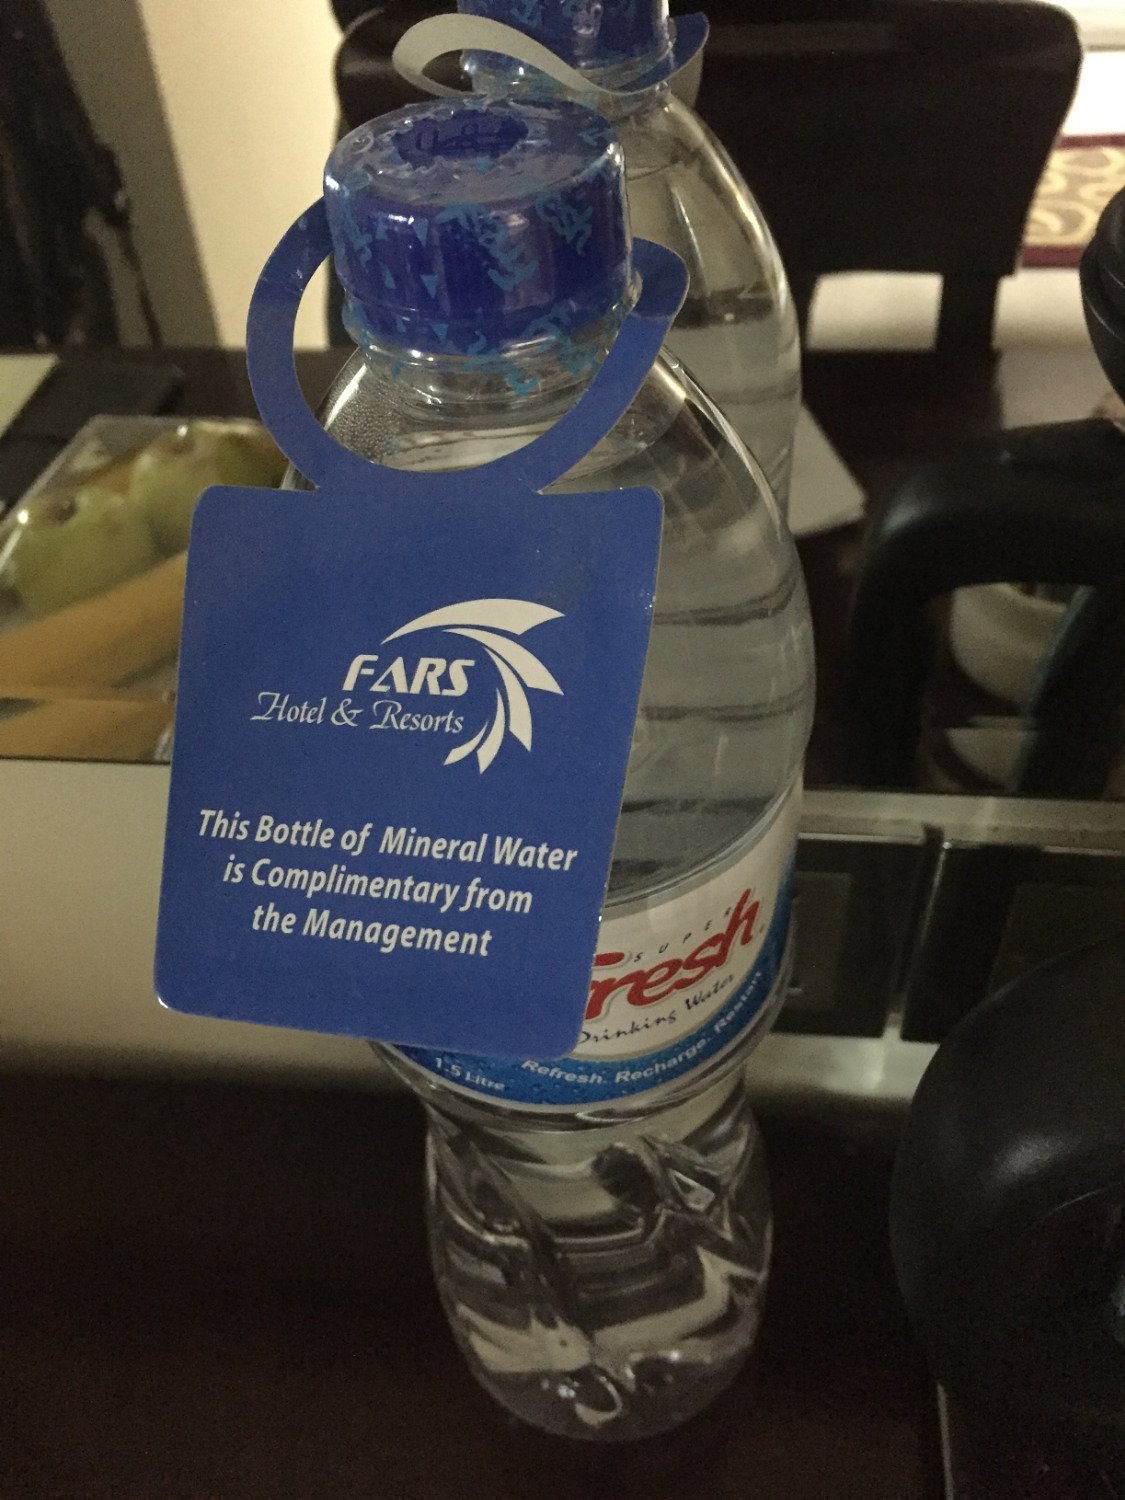 FARS
Hotel & Resorts
This Bottle of Mineral Water
is Complimentary from
the Management
SUPER
fresh
Drinking Water
Refresh. Recharge. Restart
1.5 Litre